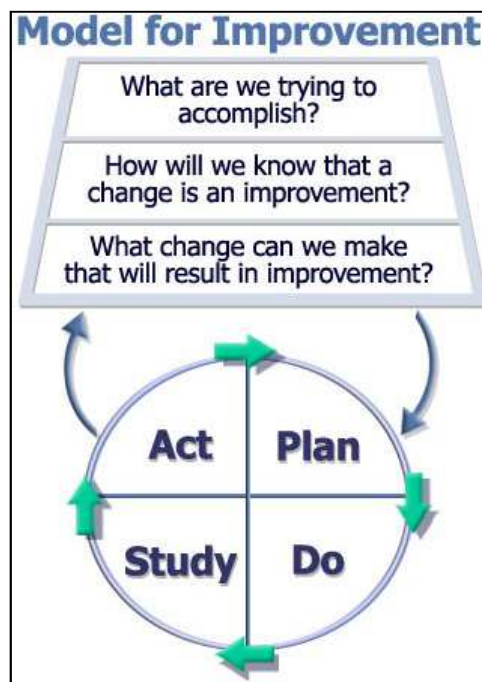 Model for Improvement
What are we trying to
accomplish?
How will we know that a
change is an improvement?
What change can we make
that will result in improvement?
Act
Plan
Study
Do